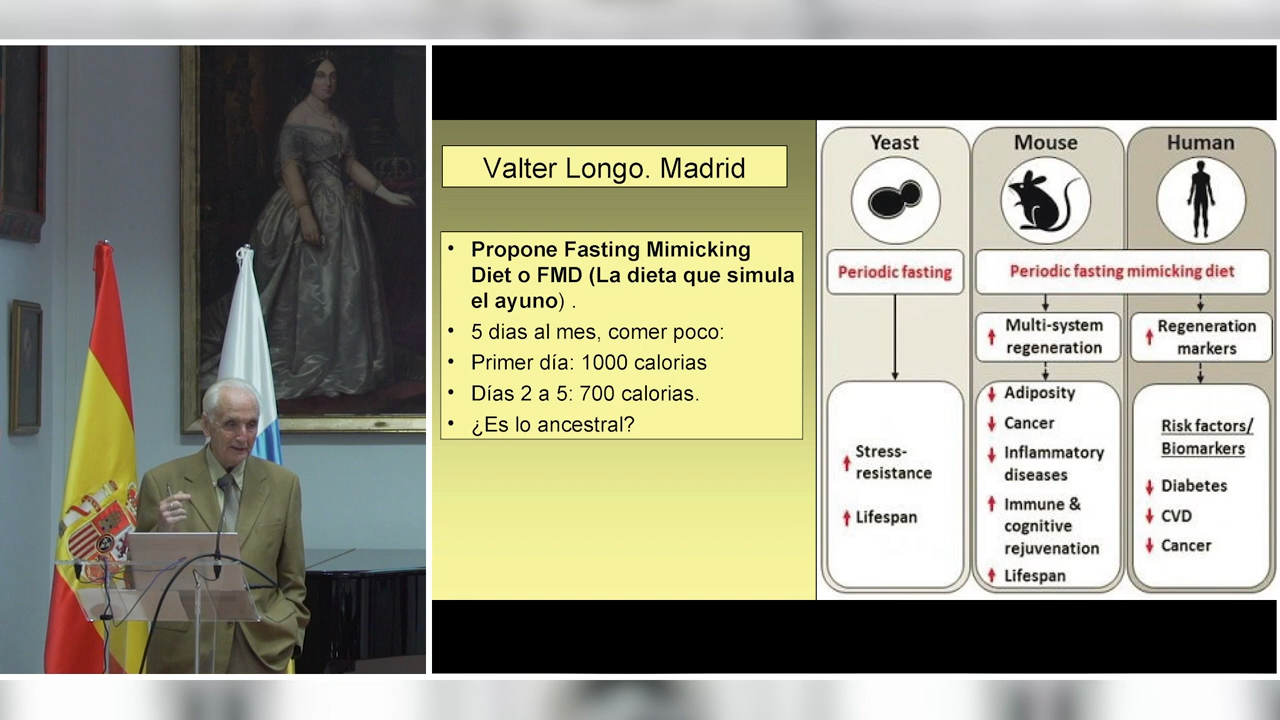 Valter Longo. Madrid
• Propone Fasting Mimicking
Diet o FMD (La dieta que simula
el ayuno) .
• 5 dias al mes, comer poco:
• Primer día: 1000 calorias
• Días 2 a 5: 700 calorias.
• ¿Es lo ancestral?
Yeast
Periodic fasting
Stress-
resistance
Lifespan
Mouse
Human
Periodic fasting mimicking diet
Multi-system
regeneration
Adiposity
Cancer
Inflammatory
diseases
Immune &
cognitive
rejuvenation
Lifespan
Regeneration
markers
Risk factors/
Biomarkers
Diabetes
CVD
Cancer